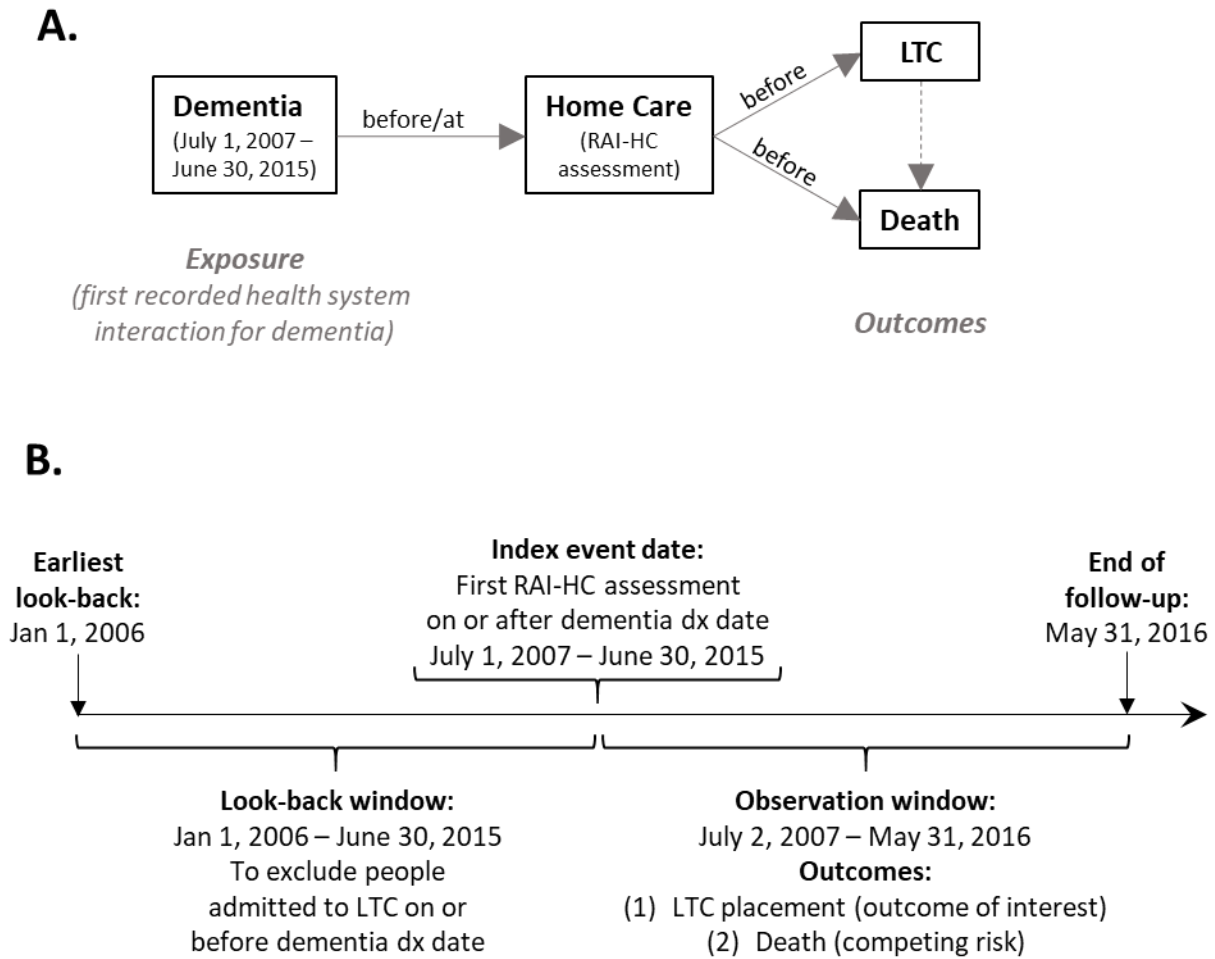 A.
Dementia
(July 1, 2007 –
June 30, 2015)
before/at
Home Care
(RAI-HC
assessment)
before
before
LTC
Death
Exposure
(first recorded health system
interaction for dementia)
Outcomes
B.
Earliest
look-back:
Jan 1, 2006
Index event date:
First RAI-HC assessment
on or after dementia dx date
July 1, 2007 – June 30, 2015
End of
follow-up:
May 31, 2016
Look-back window:
Jan 1, 2006 – June 30, 2015
To exclude people
admitted to LTC on or
before dementia dx date
Observation window:
July 2, 2007 – May 31, 2016
Outcomes:
(1) LTC placement (outcome of interest)
(2) Death (competing risk)